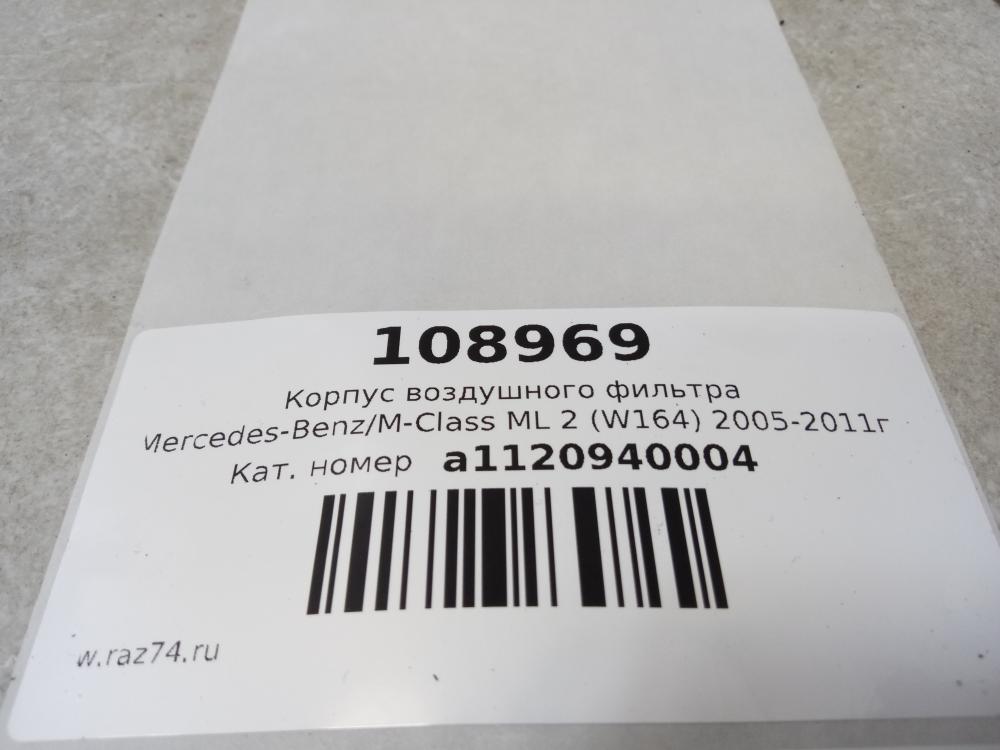 108969
Корпус воздушного фильтра
Mercedes-Benz/M-Class ML 2 (W164) 2005-2011г
Кат. номер a1120940004
w.raz74.ru